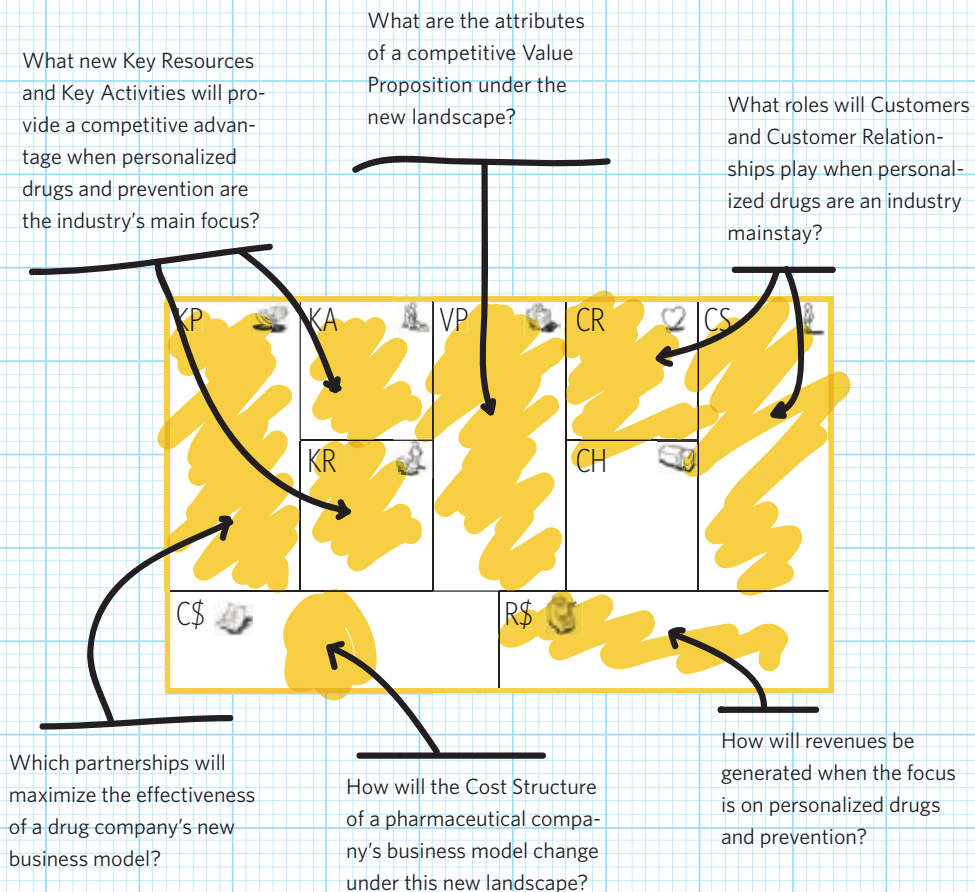 What are the attributes
of a competitive Value
Proposition under the
new landscape?
What new Key Resources
and Key Activities will pro-
vide a competitive advan-
tage when personalized
drugs and prevention are
the industry's main focus?
What roles will Customers
and Customer Relation-
ships play when personal-
ized drugs are an industry
mainstay?
KP
KA
VP
CR
CS
KR
CH
C$
R$
Which partnerships will
maximize the effectiveness
of a drug company's new
business model?
How will the Cost Structure
of a pharmaceutical compa-
ny's business model change
under this new landscape?
How will revenues be
generated when the focus
is on personalized drugs
and prevention?